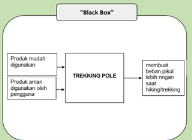 "Black Box"
Produk mudah
digunakan
Produk aman
digunakan oleh
pengguna
TREKKING POLE
membuat
beban pikul
lebih ringan
saat
hiking/trekking